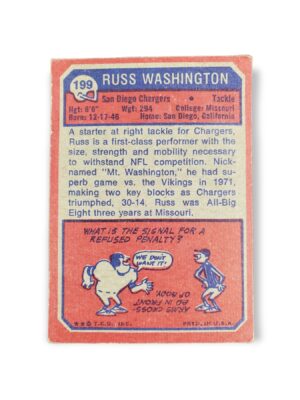 199
RUSS WASHINGTON
San Diego Chargers • Tackle
Hgt: 6'6" Wgt: 294 College: Missouri
Born: 12-17-46 Home: San Diego, California
A starter at right tackle for Chargers,
Russ is a first-class performer with the
size, strength and mobility necessary
to withstand NFL competition. Nick-
named "Mt. Washington," he had su-
perb game vs. the Vikings in 1971,
making two key blocks as Chargers
triumphed, 30-14, Russ was All-Big
Eight three years at Missouri.
WHAT IS THE SIGNAL FOR A
REFUSED PENALTY?
WE DON'T
WANT IT!
ARMS CROSS-
ED IN FRONT
OF BODY
★★© T.C.G. INC. PRTD. IN U.S.A.